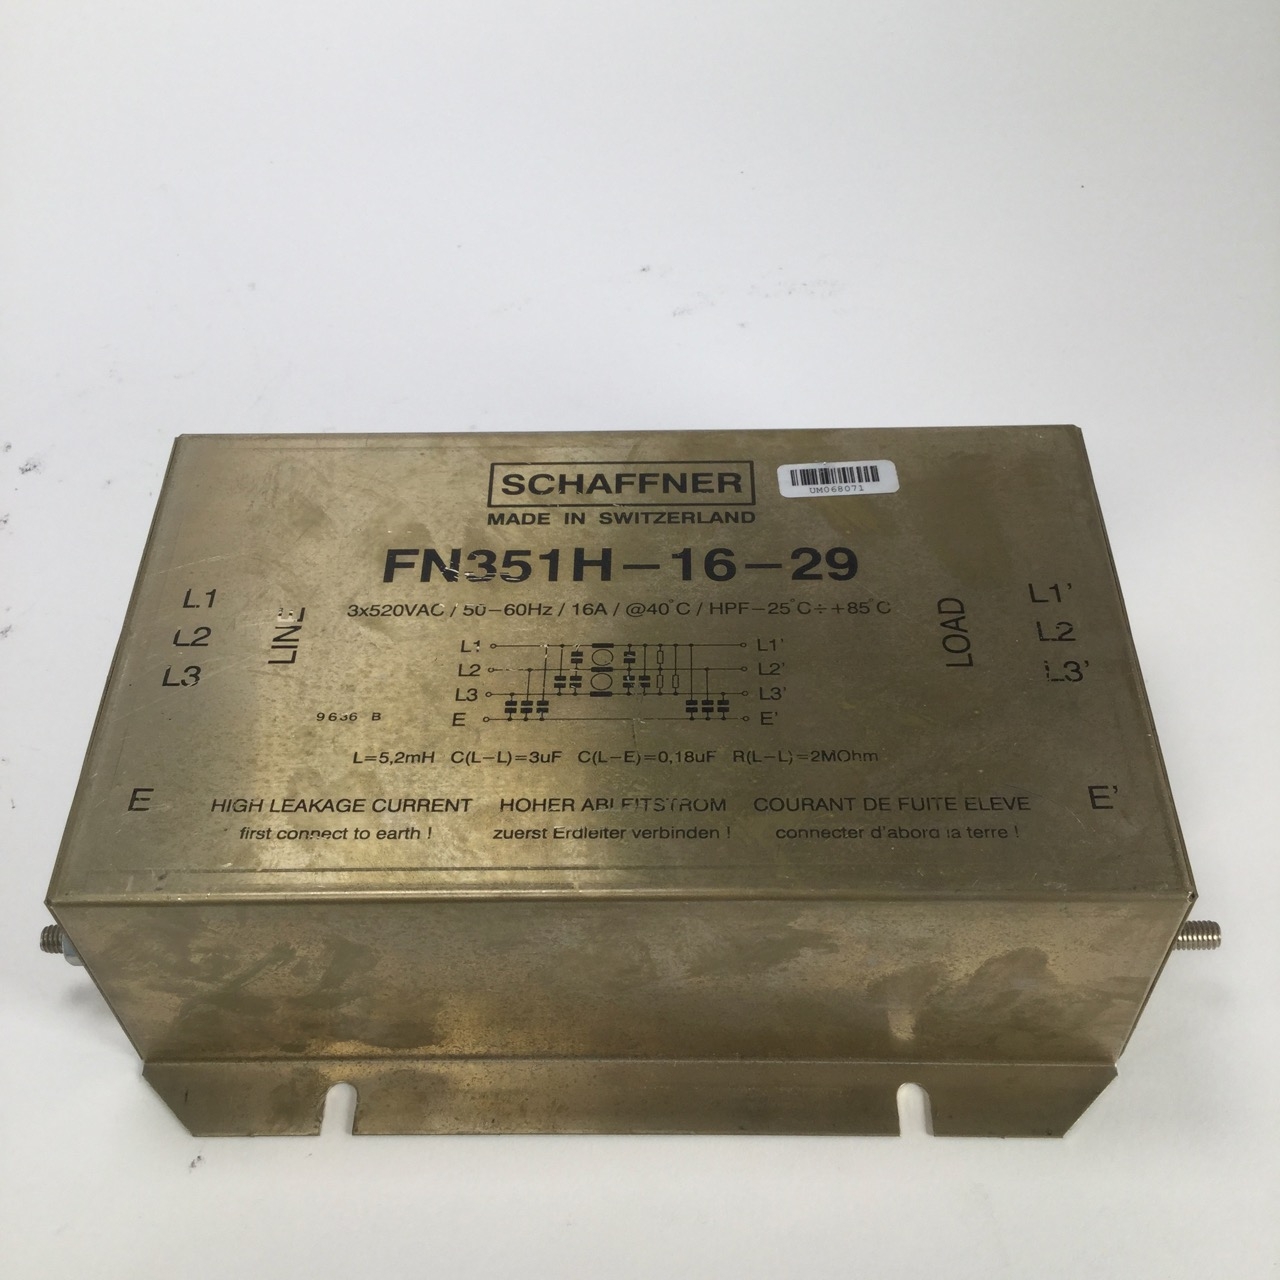 SCHAFFNER
UM068071
MADE IN SWITZERLAND
FN351H-16-29
3x520VAC / 50-60Hz / 16A / @40°C / HPF-25°C÷+85°C
L1
L2
L3
LINE
LOAD
L1'
L2
L3'
L1 L1'
L2 L2'
L3 L3'
E E'
9636 B
L=5,2mH C(L-L)=3uF C(L-E)=0,18uF R(L-L)=2MOhm
E
E'
HIGH LEAKAGE CURRENT HOHER ABLEITSTROM COURANT DE FUITE ELEVE
first connect to earth ! zuerst Erdleiter verbinden ! connecter d'abord la terre !